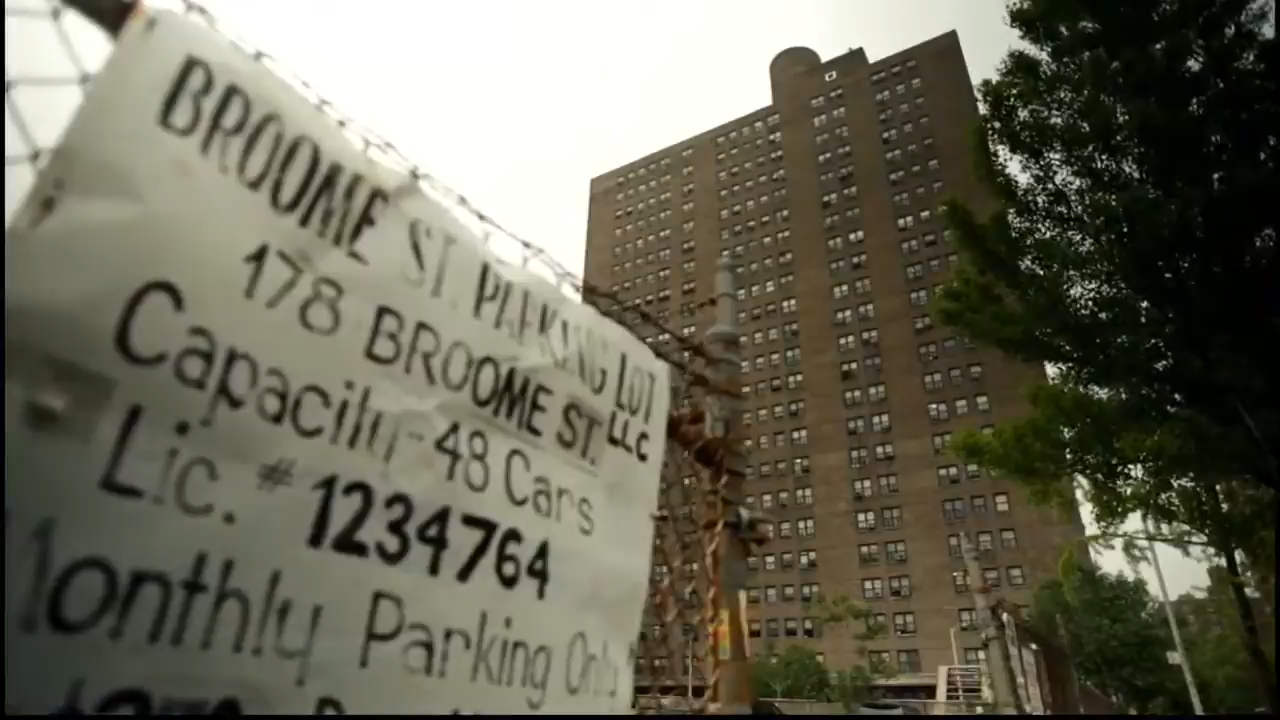 BROOME ST. PARKING LOT
LLC
178 BROOME ST.
Capacity - 48 Cars
Lic. # 1234764
Monthly Parking Only